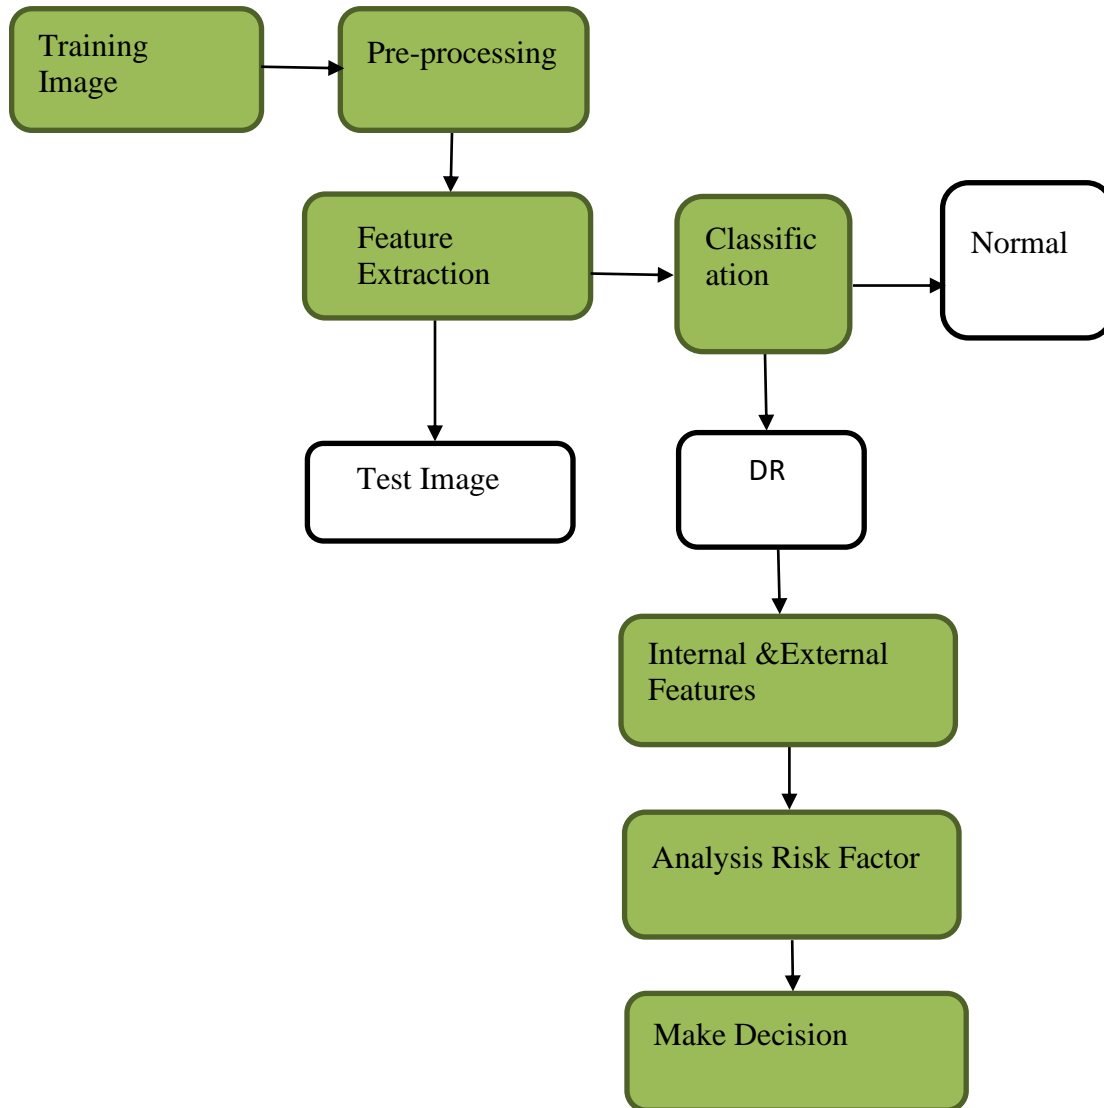 Training
Image
Pre-processing
Feature
Extraction
Classific
ation
Normal
Test Image
DR
Internal &External
Features
Analysis Risk Factor
Make Decision